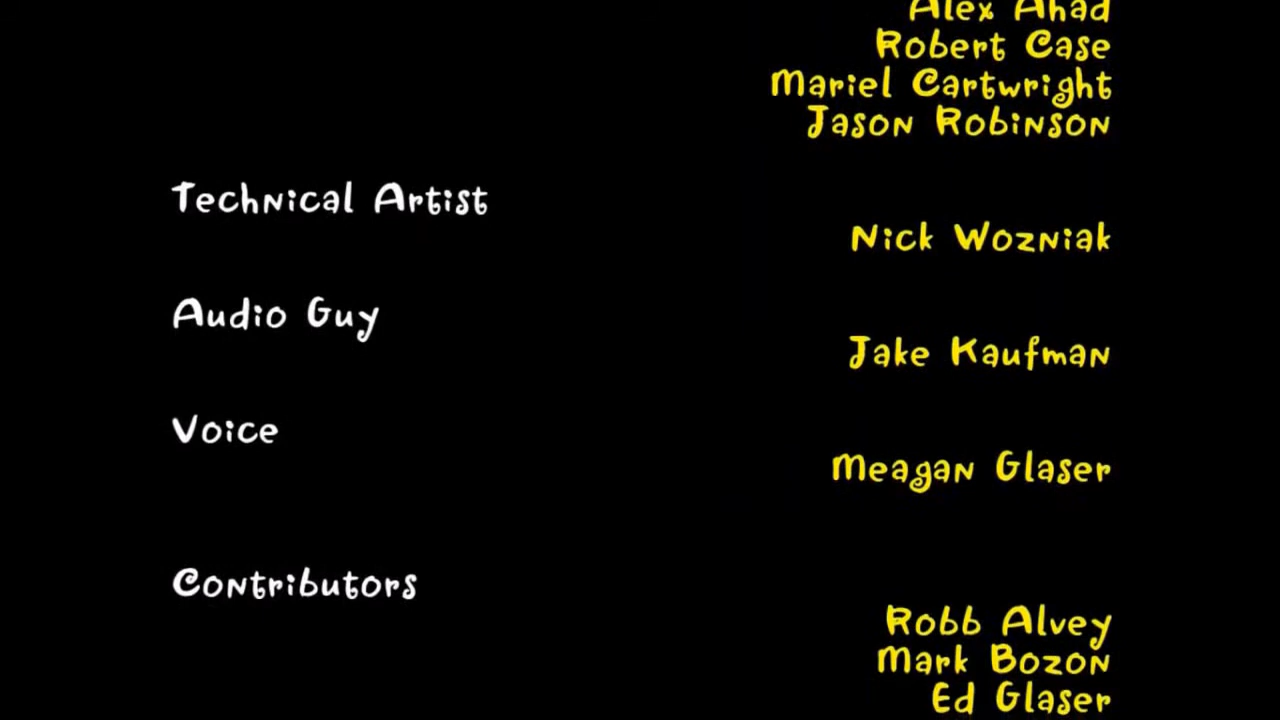 Alex Ahad
Robert Case
Mariel Cartwright
Jason Robinson
Technical Artist
Nick Wozniak
Audio Guy
Jake Kaufman
Voice
Meagan Glaser
Contributors
Robb Alvey
Mark Bozon
Ed Glaser